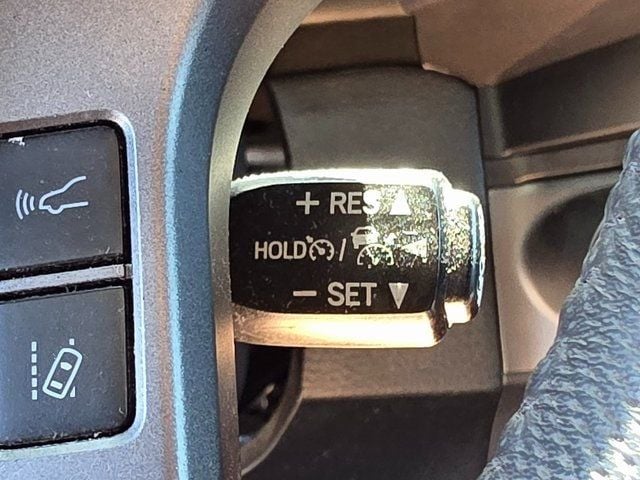 + RES ▲
HOLD /
− SET ▼